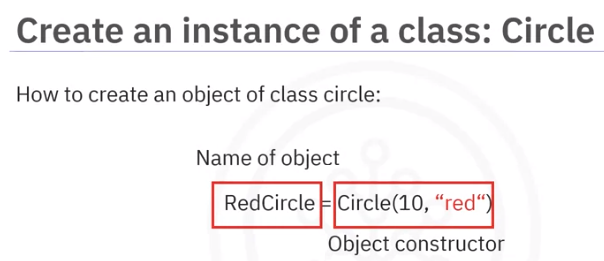 Create an instance of a class: Circle
How to create an object of class circle:
Name of object
RedCircle = Circle(10, “red“)
Object constructor